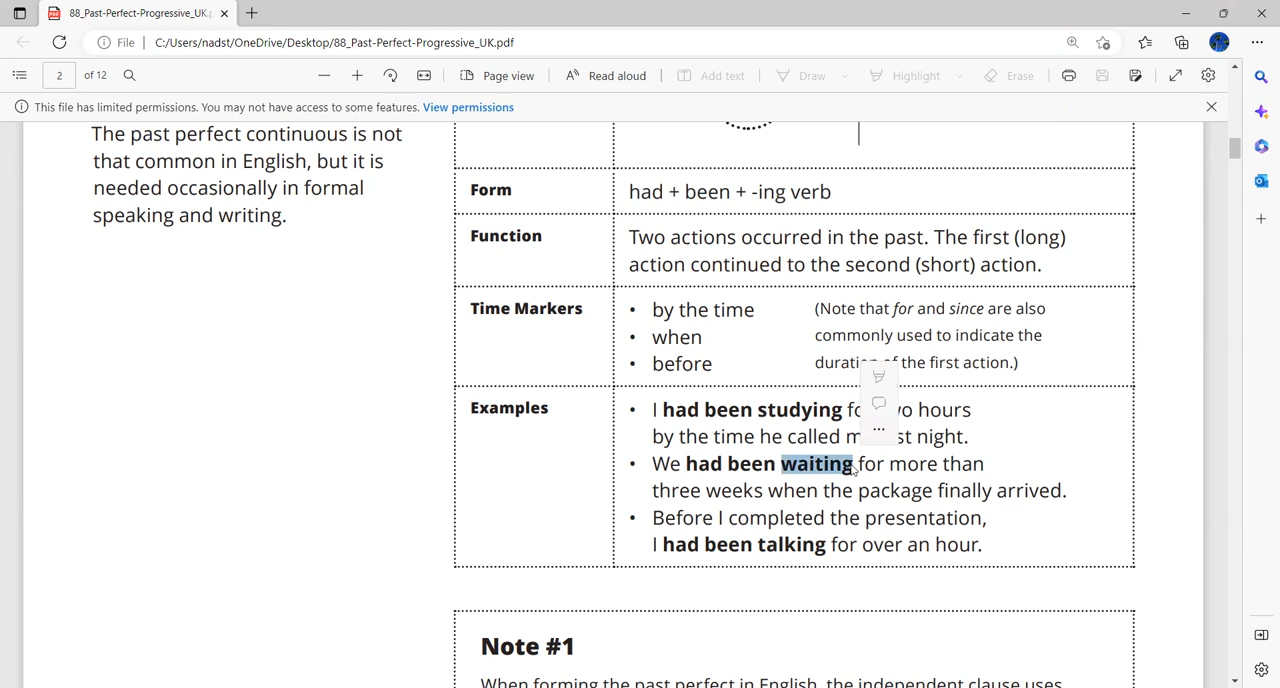 88_Past-Perfect-Progressive_UK.p
File C:/Users/nadst/OneDrive/Desktop/88_Past-Perfect-Progressive_UK.pdf
2 of 12 Page view Read aloud Add text Draw Highlight Erase
This file has limited permissions. You may not have access to some features. View permissions
The past perfect continuous is not
that common in English, but it is
needed occasionally in formal
speaking and writing.
Form
had + been + -ing verb
Function
Two actions occurred in the past. The first (long)
action continued to the second (short) action.
Time Markers
• by the time
• when
• before
(Note that for and since are also
commonly used to indicate the
duration of the first action.)
Examples
• I had been studying for two hours
by the time he called me last night.
• We had been waiting for more than
three weeks when the package finally arrived.
• Before I completed the presentation,
I had been talking for over an hour.
Note #1
When forming the past perfect in English, the independent clause uses